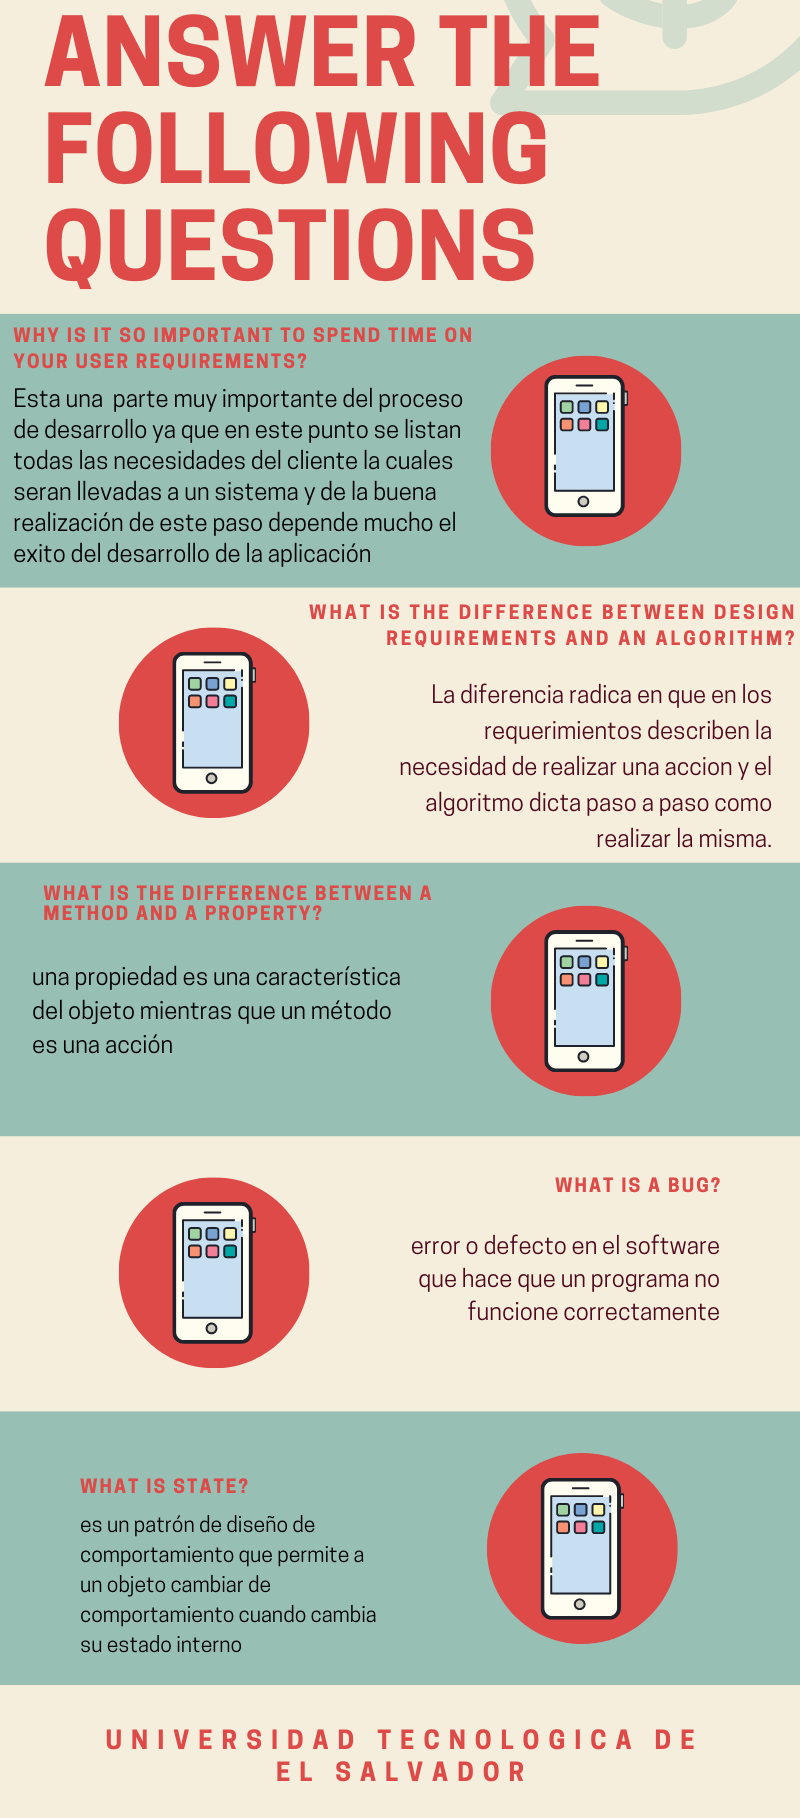 ANSWER THE
FOLLOWING
QUESTIONS
WHY IS IT SO IMPORTANT TO SPEND TIME ON
YOUR USER REQUIREMENTS?
Esta una parte muy importante del proceso
de desarrollo ya que en este punto se listan
todas las necesidades del cliente la cuales
seran llevadas a un sistema y de la buena
realización de este paso depende mucho el
exito del desarrollo de la aplicación
WHAT IS THE DIFFERENCE BETWEEN DESIGN
REQUIREMENTS AND AN ALGORITHM?
La diferencia radica en que en los
requerimientos describen la
necesidad de realizar una accion y el
algoritmo dicta paso a paso como
realizar la misma.
WHAT IS THE DIFFERENCE BETWEEN A
METHOD AND A PROPERTY?
una propiedad es una característica
del objeto mientras que un método
es una acción
WHAT IS A BUG?
error o defecto en el software
que hace que un programa no
funcione correctamente
WHAT IS STATE?
es un patrón de diseño de
comportamiento que permite a
un objeto cambiar de
comportamiento cuando cambia
su estado interno
UNIVERSIDAD TECNOLOGICA DE
EL SALVADOR